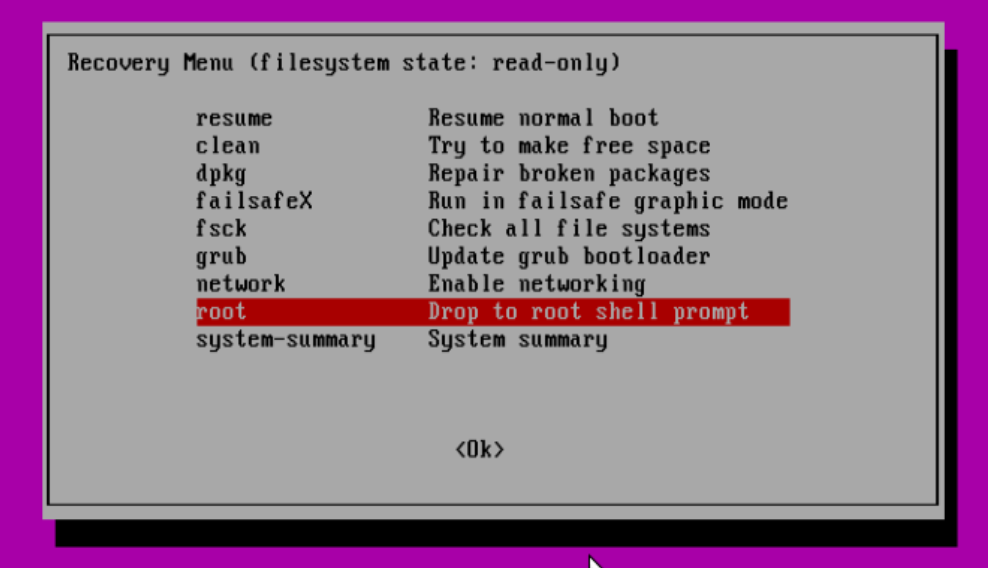 Recovery Menu (filesystem state: read-only)
resume Resume normal boot
clean Try to make free space
dpkg Repair broken packages
failsafeX Run in failsafe graphic mode
fsck Check all file systems
grub Update grub bootloader
network Enable networking
root Drop to root shell prompt
system-summary System summary
<Ok>